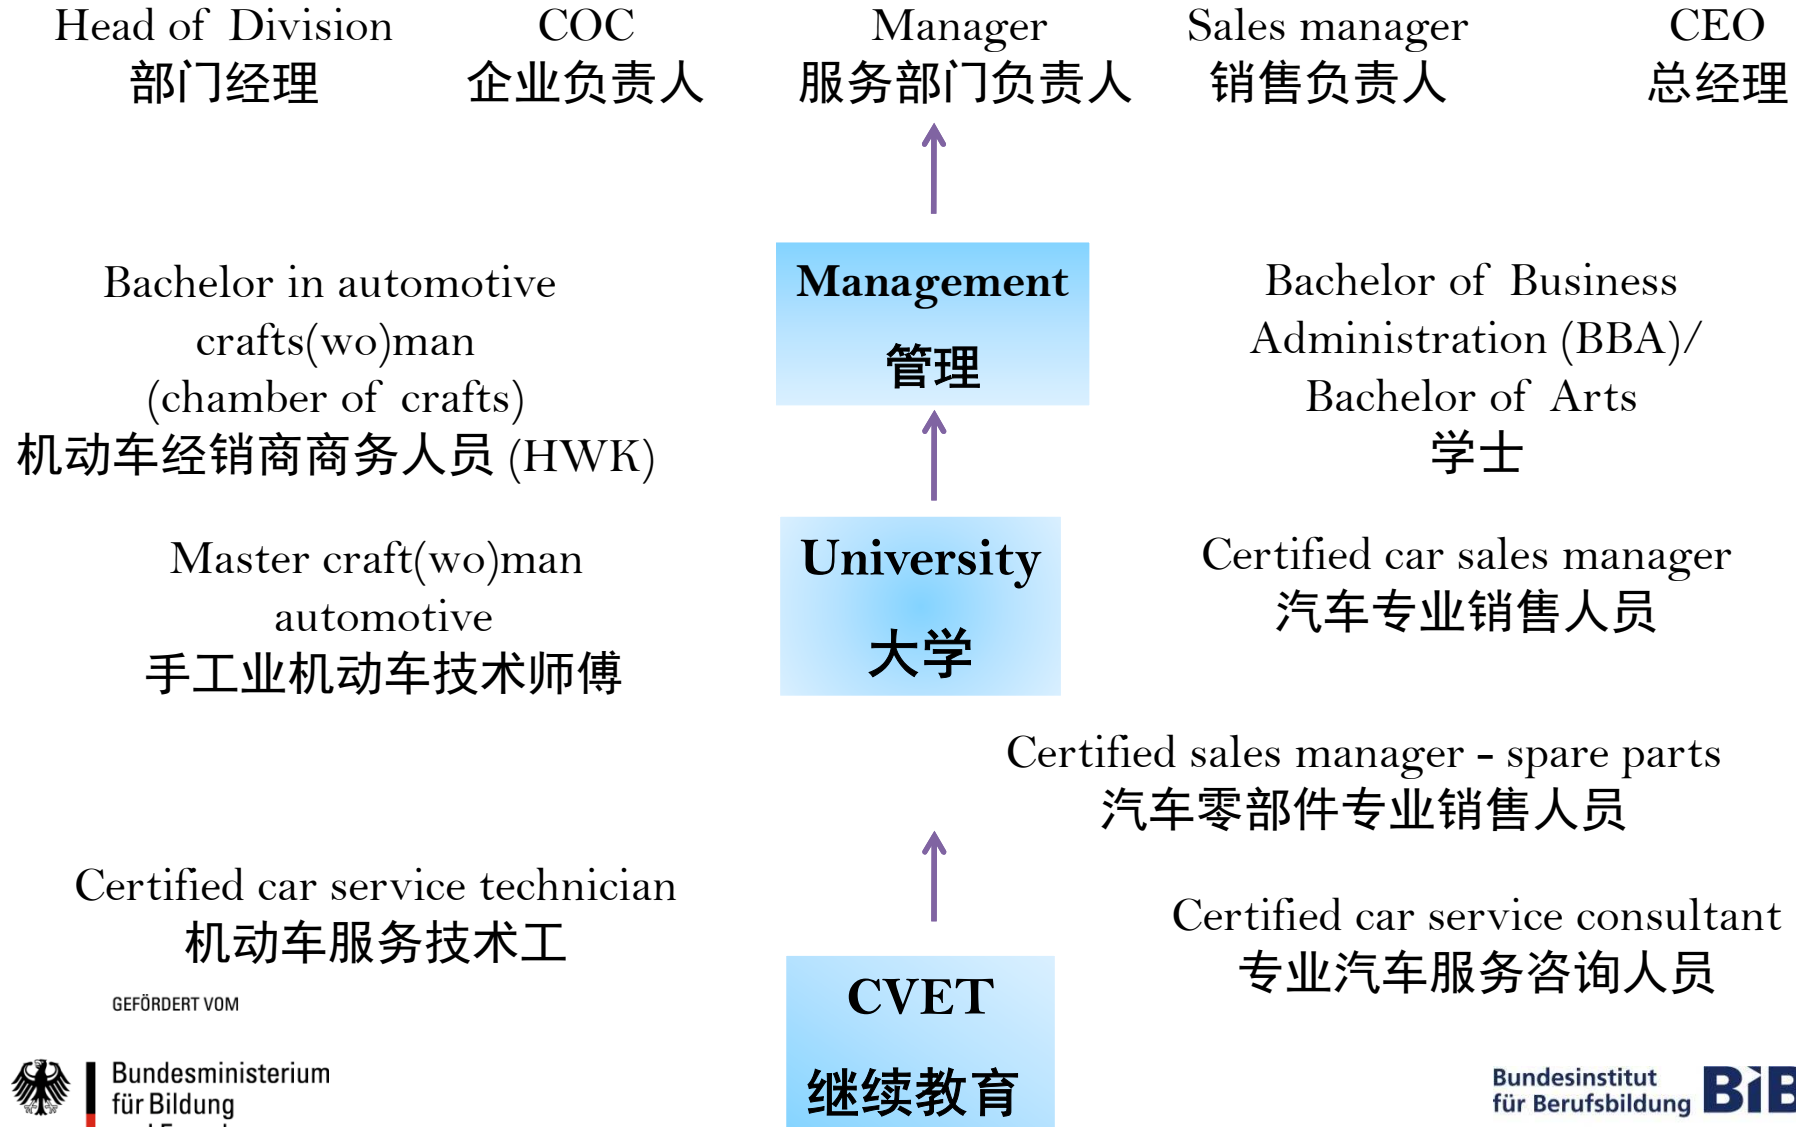 Head of Division
部门经理
COC
企业负责人
Manager
服务部门负责人
Sales manager
销售负责人
CEO
总经理
Bachelor in automotive
crafts(wo)man
(chamber of crafts)
机动车经销商商务人员 (HWK)
Management
管理
Bachelor of Business
Administration (BBA)/
Bachelor of Arts
学士
Master craft(wo)man
automotive
手工业机动车技术师傅
University
大学
Certified car sales manager
汽车专业销售人员
Certified sales manager - spare parts
汽车零部件专业销售人员
Certified car service technician
机动车服务技术工
Certified car service consultant
专业汽车服务咨询人员
CVET
继续教育
GEFÖRDERT VOM
Bundesministerium
für Bildung
Bundesinstitut
für Berufsbildung
BiB